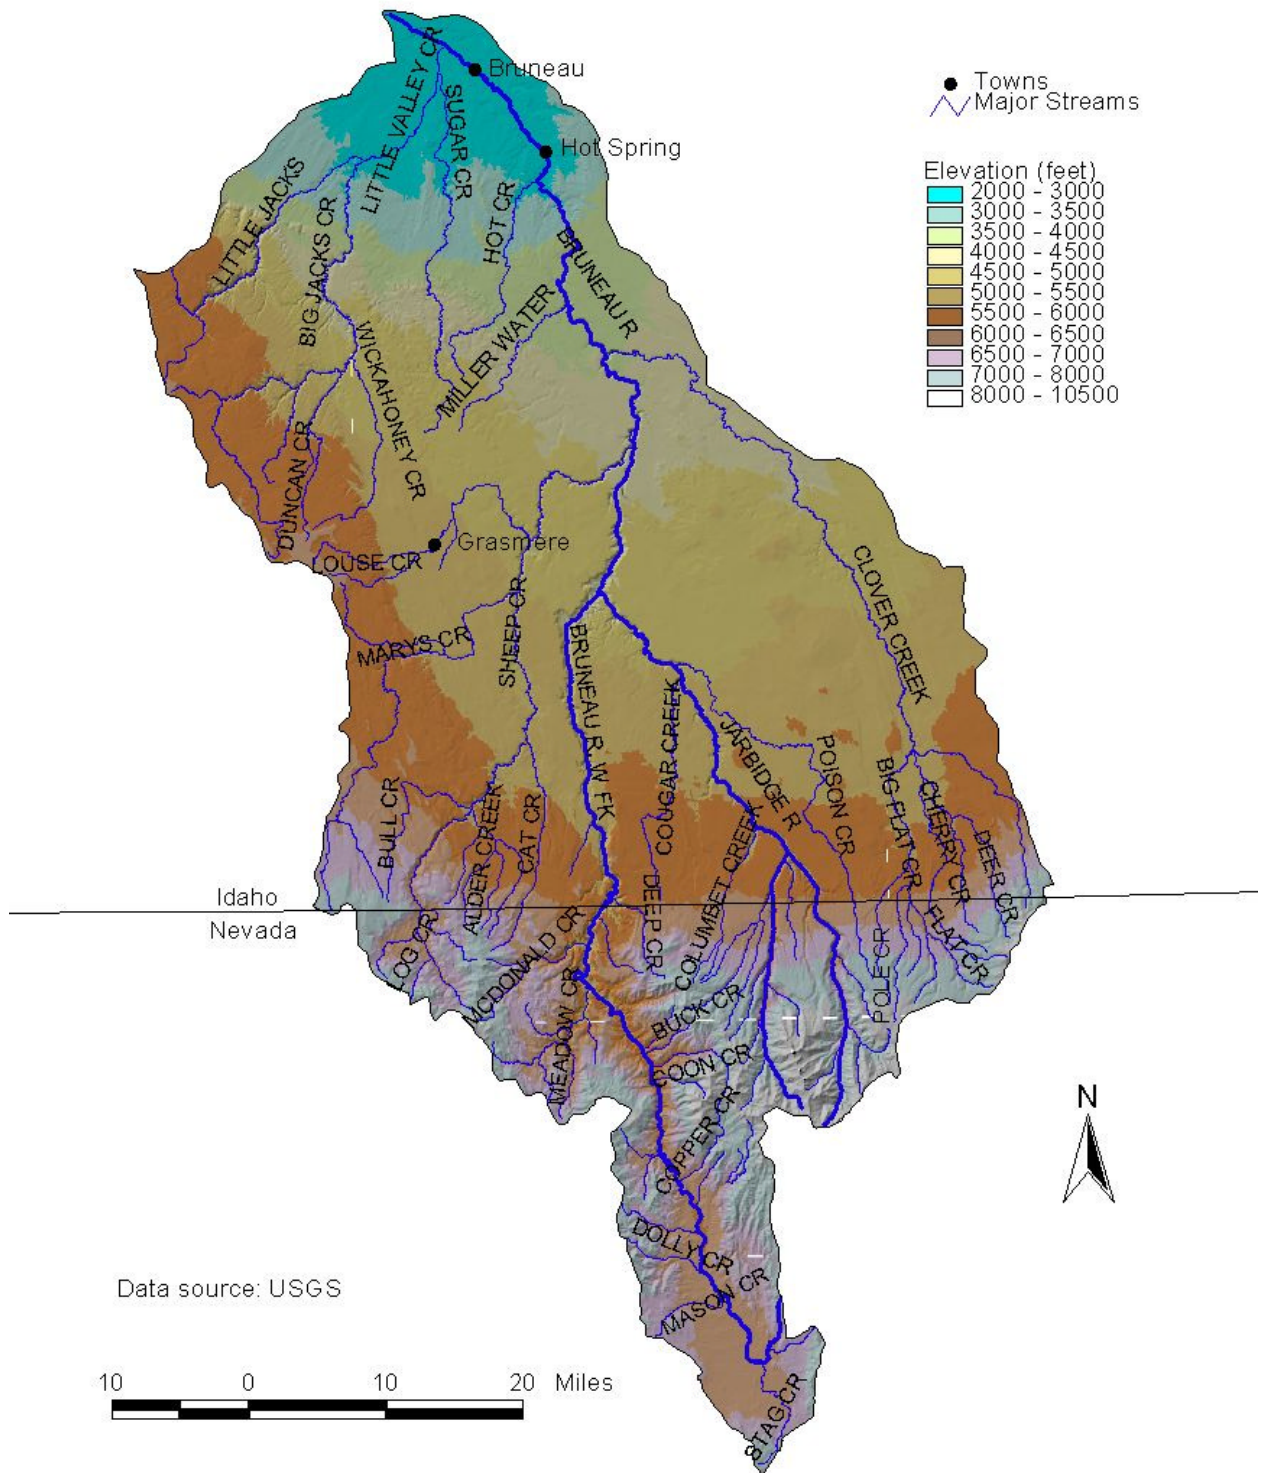 Bruneau
Hot Spring
Towns
Major Streams
Elevation (feet)
2000 - 3000
3000 - 3500
3500 - 4000
4000 - 4500
4500 - 5000
5000 - 5500
5500 - 6000
6000 - 6500
6500 - 7000
7000 - 8000
8000 - 10500
LITTLE VALLEY CR
SUGAR CR
LITTLE JACKS
BIG JACKS CR
HOT CR
BRUNEAU R
MILLER WATER
WICKAHONEY CR
DUNCAN CR
Grasmere
LOUSE CR
MARYS CR
SHEEP CR
BRUNEAU R, W FK
CLOVER CREEK
COUGAR CREEK
JARBIDGE R
POISON CR
BIG FLAT CR
CHERRY CR
DEER CR
BULL CR
ALDER CREEK
CAT CR
DEEP CR
COLUMBET CREEK
FLAT CR
Idaho
Nevada
LOG CR
MCDONALD CR
MEADOW CR
POLE CR
BUCK CR
COON CR
COPPER CR
N
DOLLY CR
MASON CR
STAG CR
Data source: USGS
10 0 10 20 Miles